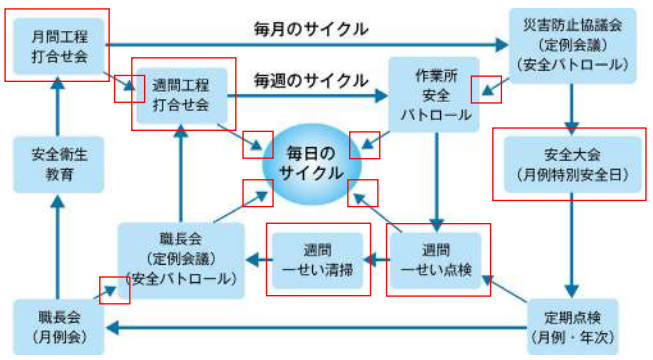 月間工程
打合せ会
毎月のサイクル
災害防止協議会
(定例会議)
(安全パトロール)
週間工程
打合せ会
毎週のサイクル
作業所
安全
パトロール
安全衛生
教育
毎日の
サイクル
安全大会
(月例特別安全日)
職長会
(定例会議)
(安全パトロール)
週間
一せい清掃
週間
一せい点検
職長会
(月例会)
定期点検
(月例・年次)